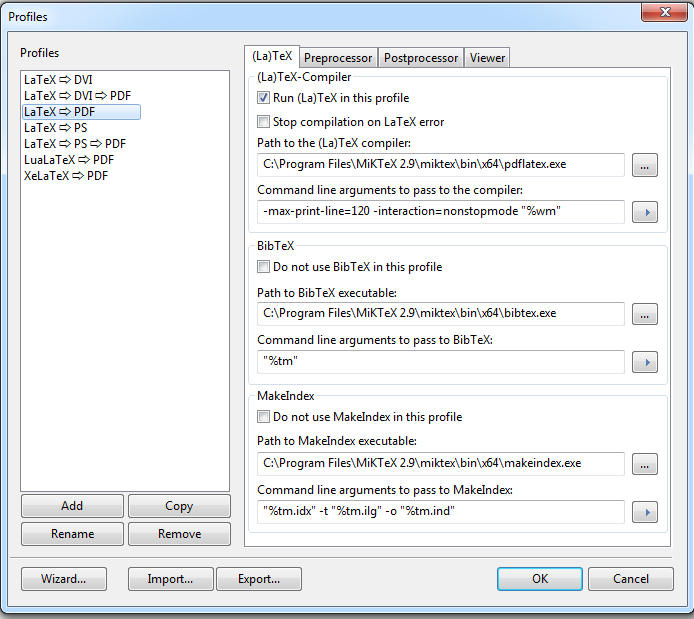 Profiles
Profiles
LaTeX ⇨ DVI
LaTeX ⇨ DVI ⇨ PDF
LaTeX ⇨ PDF
LaTeX ⇨ PS
LaTeX ⇨ PS ⇨ PDF
LuaLaTeX ⇨ PDF
XeLaTeX ⇨ PDF
Add
Copy
Rename
Remove
(La)TeX
Preprocessor
Postprocessor
Viewer
(La)TeX-Compiler
Run (La)TeX in this profile
Stop compilation on LaTeX error
Path to the (La)TeX compiler:
C:\Program Files\MiKTeX 2.9\miktex\bin\x64\pdflatex.exe
...
Command line arguments to pass to the compiler:
-max-print-line=120 -interaction=nonstopmode "%wm"
BibTeX
Do not use BibTeX in this profile
Path to BibTeX executable:
C:\Program Files\MiKTeX 2.9\miktex\bin\x64\bibtex.exe
...
Command line arguments to pass to BibTeX:
"%tm"
MakeIndex
Do not use MakeIndex in this profile
Path to MakeIndex executable:
C:\Program Files\MiKTeX 2.9\miktex\bin\x64\makeindex.exe
...
Command line arguments to pass to MakeIndex:
"%tm.idx" -t "%tm.ilg" -o "%tm.ind"
Wizard...
Import...
Export...
OK
Cancel